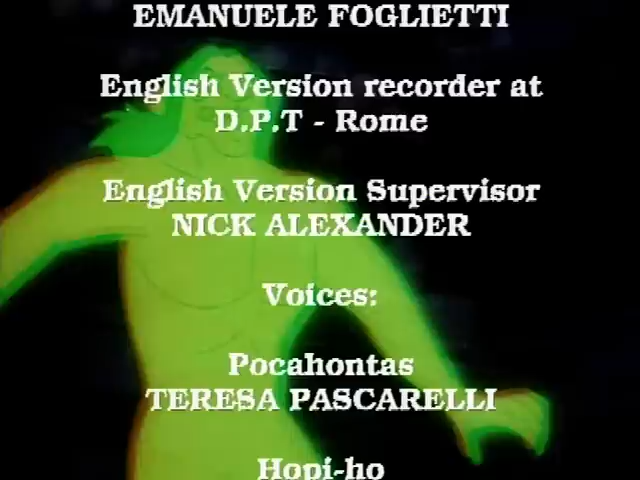 EMANUELE FOGLIETTI
English Version recorder at
D.P.T - Rome
English Version Supervisor
NICK ALEXANDER
Voices:
Pocahontas
TERESA PASCARELLI
Hopi-ho